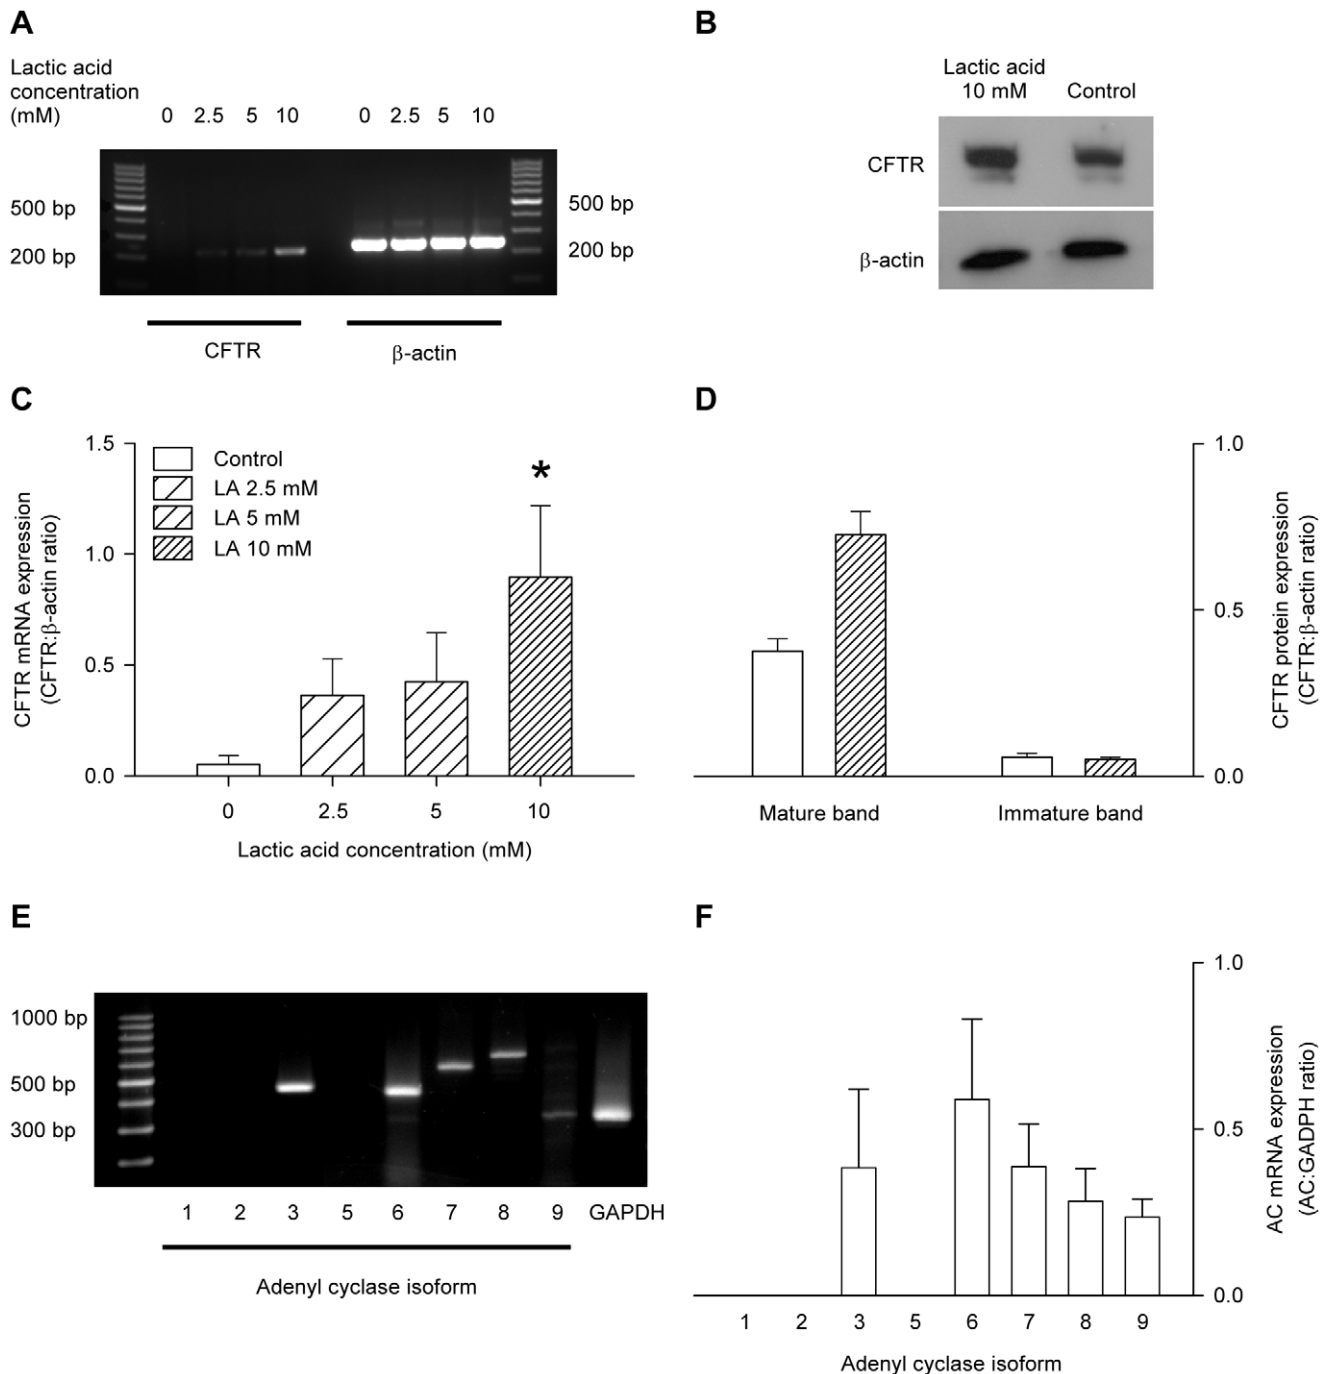 A
Lactic acid
concentration
(mM) 0 2.5 5 10 0 2.5 5 10
500 bp
200 bp
500 bp
200 bp
CFTR
β-actin
B
Lactic acid
10 mM
Control
CFTR
β-actin
C
CFTR mRNA expression
(CFTR:β-actin ratio)
1.5
1.0
0.5
0.0
Control
LA 2.5 mM
LA 5 mM
LA 10 mM
*
0 2.5 5 10
Lactic acid concentration (mM)
D
1.0
0.5
0.0
CFTR protein expression
(CFTR:β-actin ratio)
Mature band
Immature band
E
1000 bp
500 bp
300 bp
1 2 3 5 6 7 8 9 GAPDH
Adenyl cyclase isoform
F
1.0
0.5
0.0
AC mRNA expression
(AC:GADPH ratio)
1 2 3 5 6 7 8 9
Adenyl cyclase isoform